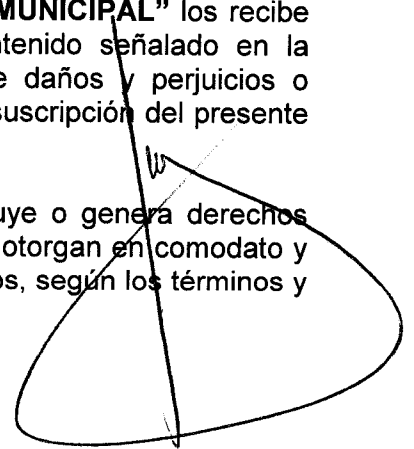 MUNICIPAL” los recibe
tenido señalado en la
e daños y perjuicios o
suscripción del presente
uye o genera derechos
otorgan en comodato y
os, según los términos y